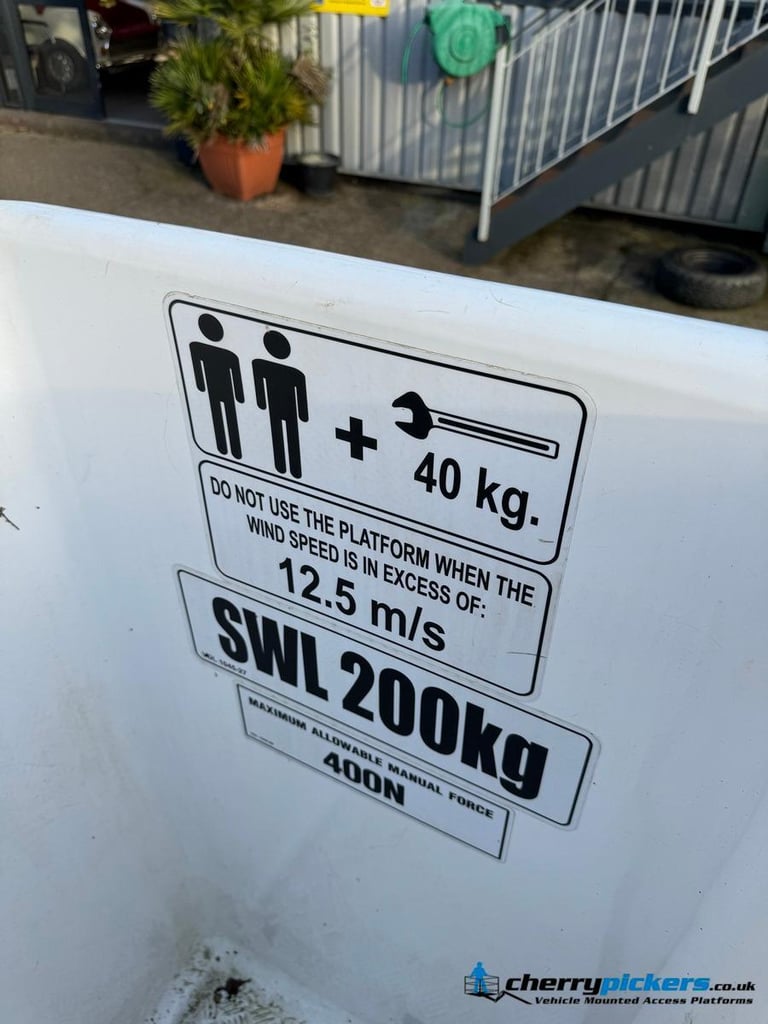 +
40 kg.
DO NOT USE THE PLATFORM WHEN THE
WIND SPEED IS IN EXCESS OF:
12.5 m/s
SWL 200kg
MAXIMUM ALLOWABLE MANUAL FORCE
400N
cherrypickers.co.uk
Vehicle Mounted Access Platforms